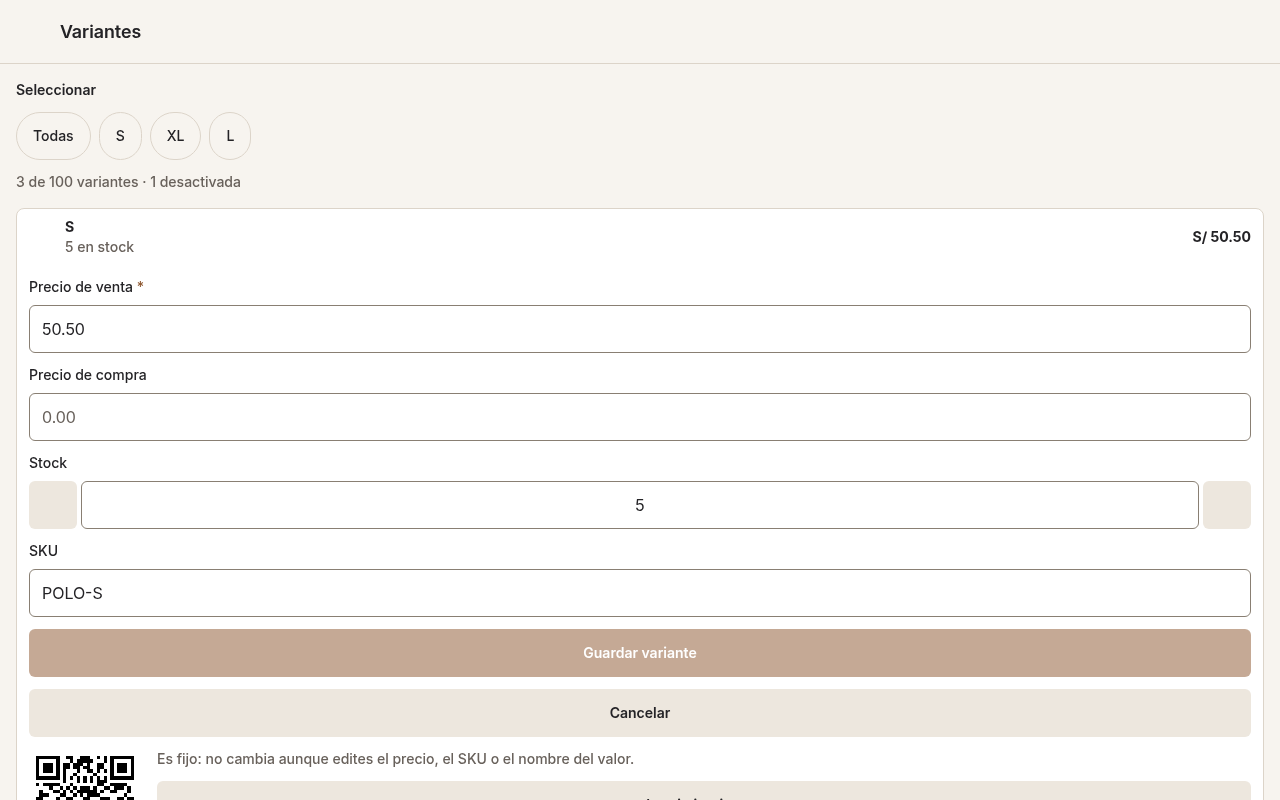 Variantes
Seleccionar
Todas S XL L
3 de 100 variantes · 1 desactivada
S
5 en stock
S/ 50.50
Precio de venta *
50.50
Precio de compra
0.00
Stock
5
SKU
POLO-S
Guardar variante
Cancelar
Es fijo: no cambia aunque edites el precio, el SKU o el nombre del valor.